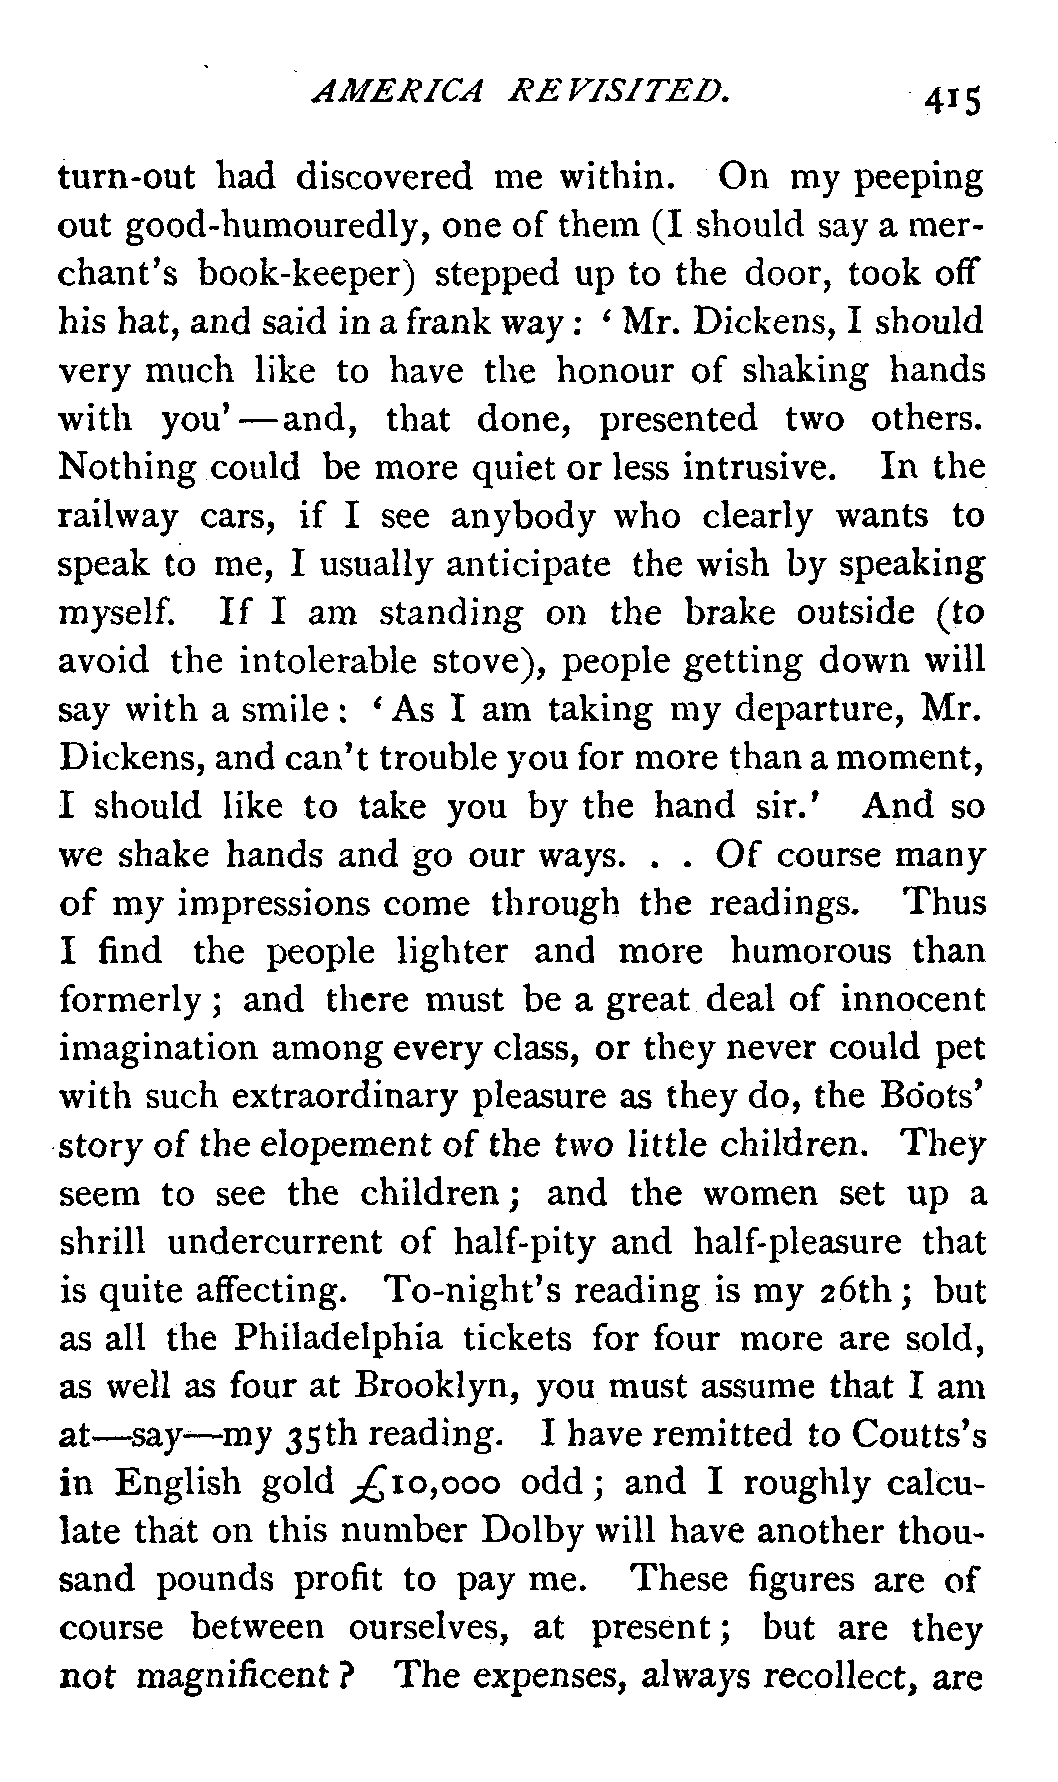 AMERICA REVISITED. 415
turn-out had discovered me within. On my peeping
out good-humouredly, one of them (I should say a mer-
chant's book-keeper) stepped up to the door, took off
his hat, and said in a frank way: 'Mr. Dickens, I should
very much like to have the honour of shaking hands
with you'—and, that done, presented two others.
Nothing could be more quiet or less intrusive. In the
railway cars, if I see anybody who clearly wants to
speak to me, I usually anticipate the wish by speaking
myself. If I am standing on the brake outside (to
avoid the intolerable stove), people getting down will
say with a smile: 'As I am taking my departure, Mr.
Dickens, and can't trouble you for more than a moment,
I should like to take you by the hand sir.' And so
we shake hands and go our ways. . . Of course many
of my impressions come through the readings. Thus
I find the people lighter and more humorous than
formerly; and there must be a great deal of innocent
imagination among every class, or they never could pet
with such extraordinary pleasure as they do, the Boots'
story of the elopement of the two little children. They
seem to see the children; and the women set up a
shrill undercurrent of half-pity and half-pleasure that
is quite affecting. To-night's reading is my 26th; but
as all the Philadelphia tickets for four more are sold,
as well as four at Brooklyn, you must assume that I am
at—say—my 35th reading. I have remitted to Coutts's
in English gold £10,000 odd; and I roughly calcu-
late that on this number Dolby will have another thou-
sand pounds profit to pay me. These figures are of
course between ourselves, at present; but are they
not magnificent? The expenses, always recollect, are